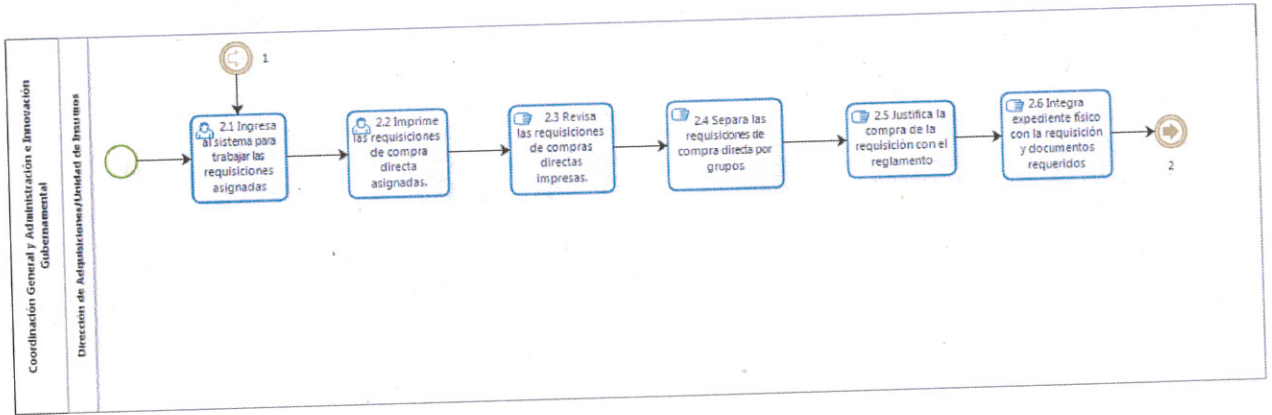 Coordinación General y Administración e Innovación
Gubernamental
Dirección de Adquisiciones/Unidad de Insumos
1
2.1 Ingresa
al sistema para
trabajar las
requisiciones
asignadas
2.2 Imprime
las requisiciones
de compra
directa
asignadas.
2.3 Revisa
las requisiciones
de compras
directas
impresas.
2.4 Separa las
requisiciones de
compra directa por
grupos
2.5 Justifica la
compra de la
requisición con el
reglamento
2.6 Integra
expediente físico
con la requisición
y documentos
requeridos
2